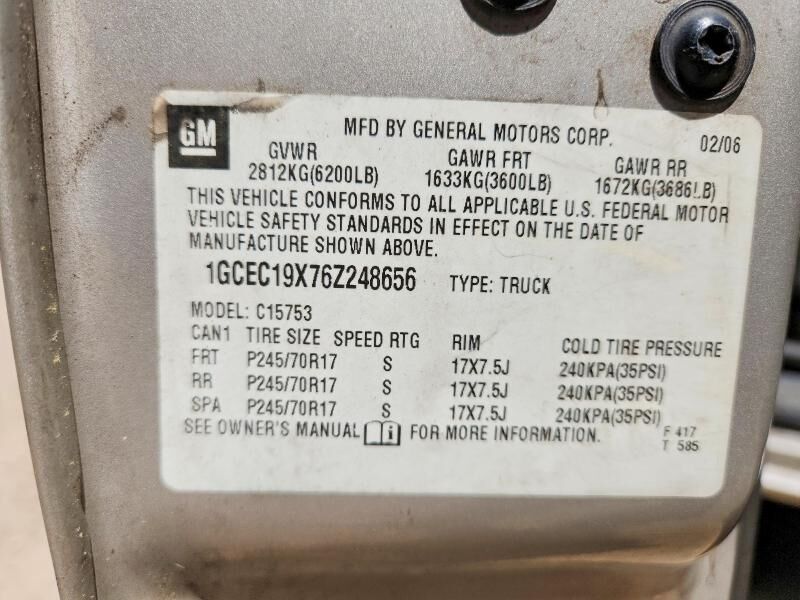 GM
MFD BY GENERAL MOTORS CORP. 02/06
GVWR GAWR FRT GAWR RR
2812KG(6200LB) 1633KG(3600LB) 1672KG(3686LB)
THIS VEHICLE CONFORMS TO ALL APPLICABLE U.S. FEDERAL MOTOR
VEHICLE SAFETY STANDARDS IN EFFECT ON THE DATE OF
MANUFACTURE SHOWN ABOVE.
1GCEC19X76Z248656 TYPE: TRUCK
MODEL: C15753
CAN1 TIRE SIZE SPEED RTG RIM COLD TIRE PRESSURE
FRT P245/70R17 S 17X7.5J 240KPA(35PSI)
RR P245/70R17 S 17X7.5J 240KPA(35PSI)
SPA P245/70R17 S 17X7.5J 240KPA(35PSI)
SEE OWNER'S MANUAL i FOR MORE INFORMATION. F 417
T 585